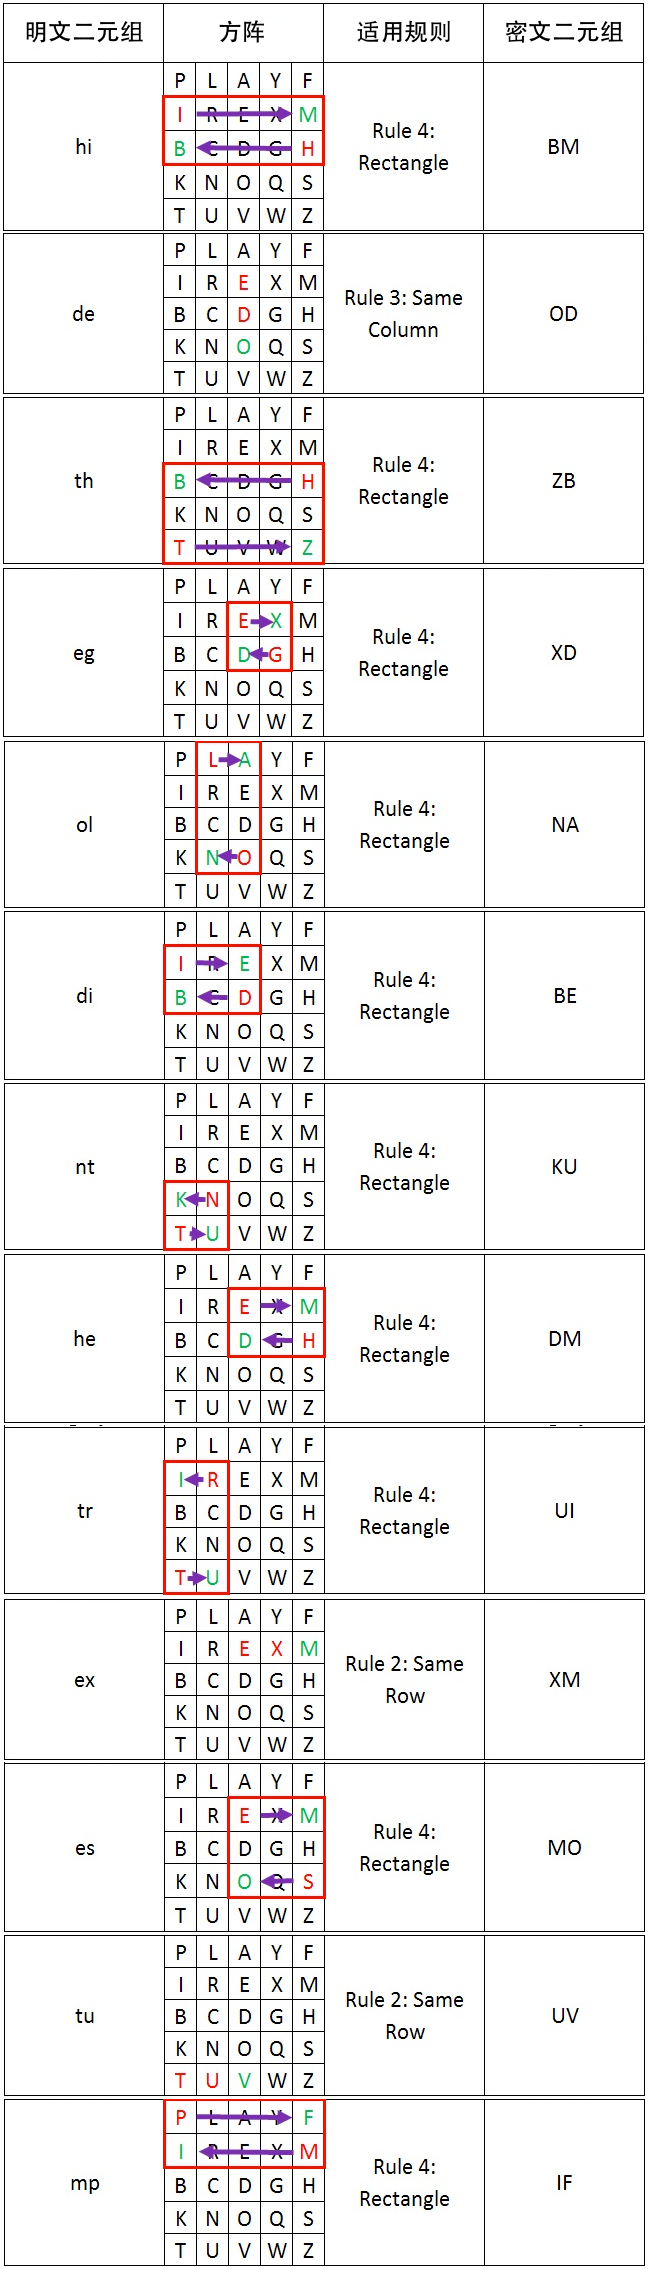 明文二元组 方阵 适用规则 密文二元组
hi
P L A Y F
I R E X M
B C D G H
K N O Q S
T U V W Z
Rule 4:
Rectangle
BM
de
P L A Y F
I R E X M
B C D G H
K N O Q S
T U V W Z
Rule 3: Same
Column
OD
th
P L A Y F
I R E X M
B C D G H
K N O Q S
T U V W Z
Rule 4:
Rectangle
ZB
eg
P L A Y F
I R E X M
B C D G H
K N O Q S
T U V W Z
Rule 4:
Rectangle
XD
ol
P L A Y F
I R E X M
B C D G H
K N O Q S
T U V W Z
Rule 4:
Rectangle
NA
di
P L A Y F
I R E X M
B C D G H
K N O Q S
T U V W Z
Rule 4:
Rectangle
BE
nt
P L A Y F
I R E X M
B C D G H
K N O Q S
T U V W Z
Rule 4:
Rectangle
KU
he
P L A Y F
I R E X M
B C D G H
K N O Q S
T U V W Z
Rule 4:
Rectangle
DM
tr
P L A Y F
I R E X M
B C D G H
K N O Q S
T U V W Z
Rule 4:
Rectangle
UI
ex
P L A Y F
I R E X M
B C D G H
K N O Q S
T U V W Z
Rule 2: Same
Row
XM
es
P L A Y F
I R E X M
B C D G H
K N O Q S
T U V W Z
Rule 4:
Rectangle
MO
tu
P L A Y F
I R E X M
B C D G H
K N O Q S
T U V W Z
Rule 2: Same
Row
UV
mp
P L A Y F
I R E X M
B C D G H
K N O Q S
T U V W Z
Rule 4:
Rectangle
IF